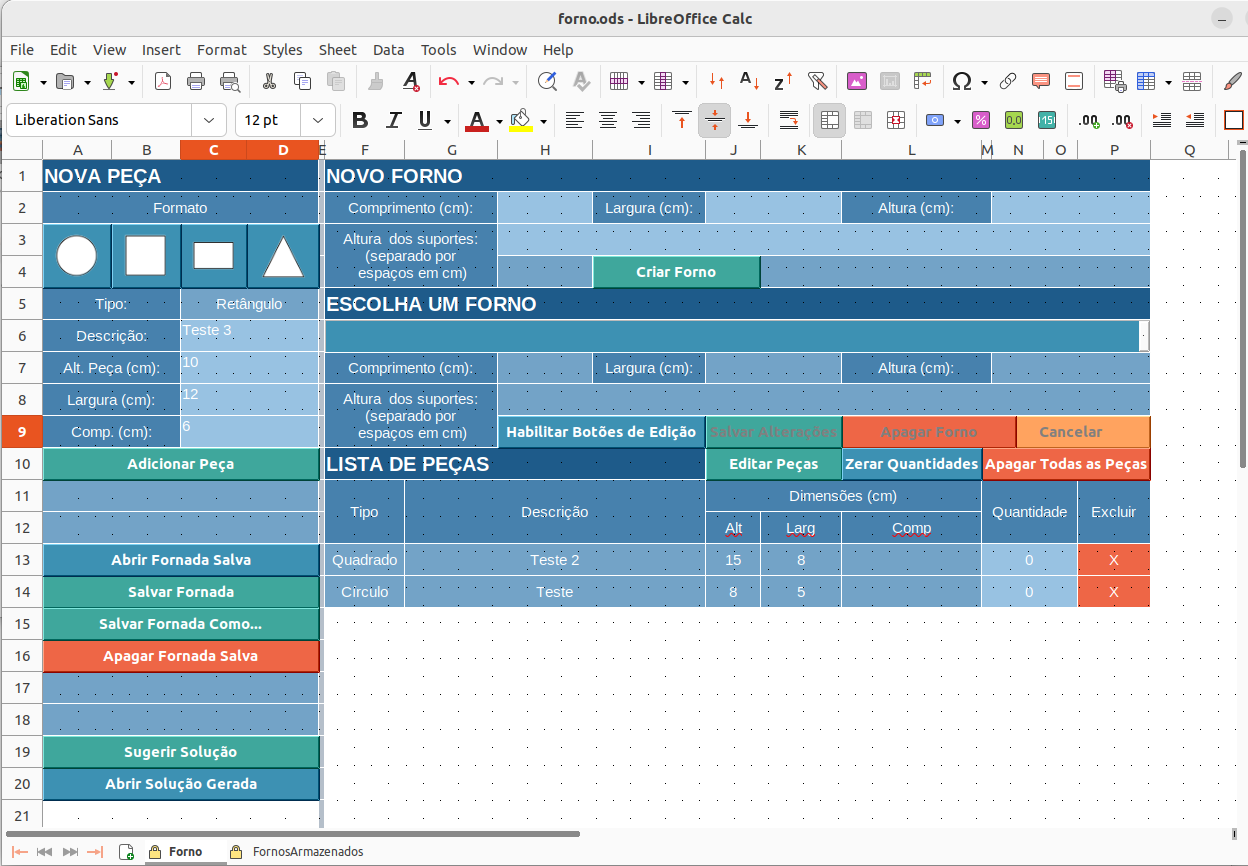 forno.ods - LibreOffice Calc
File Edit View Insert Format Styles Sheet Data Tools Window Help
Liberation Sans 12 pt
A B C D E F G H I J K L M N O P Q
1 NOVA PEÇA NOVO FORNO
2 Formato Comprimento (cm): Largura (cm): Altura (cm):
3 Altura dos suportes:
(separado por
4 espaços em cm) Criar Forno
5 Tipo: Retângulo ESCOLHA UM FORNO
6 Descrição: Teste 3
7 Alt. Peça (cm): 10 Comprimento (cm): Largura (cm): Altura (cm):
8 Largura (cm): 12 Altura dos suportes:
(separado por
9 Comp. (cm): 6 espaços em cm) Habilitar Botões de Edição Salvar Alterações Apagar Forno Cancelar
10 Adicionar Peça LISTA DE PEÇAS Editar Peças Zerar Quantidades Apagar Todas as Peças
11 Dimensões (cm)
Tipo Descrição Quantidade Excluir
12 Alt Larg Comp
13 Abrir Fornada Salva Quadrado Teste 2 15 8 0 X
14 Salvar Fornada Círculo Teste 8 5 0 X
15 Salvar Fornada Como...
16 Apagar Fornada Salva
17
18
19 Sugerir Solução
20 Abrir Solução Gerada
21
Forno FornosArmazenados